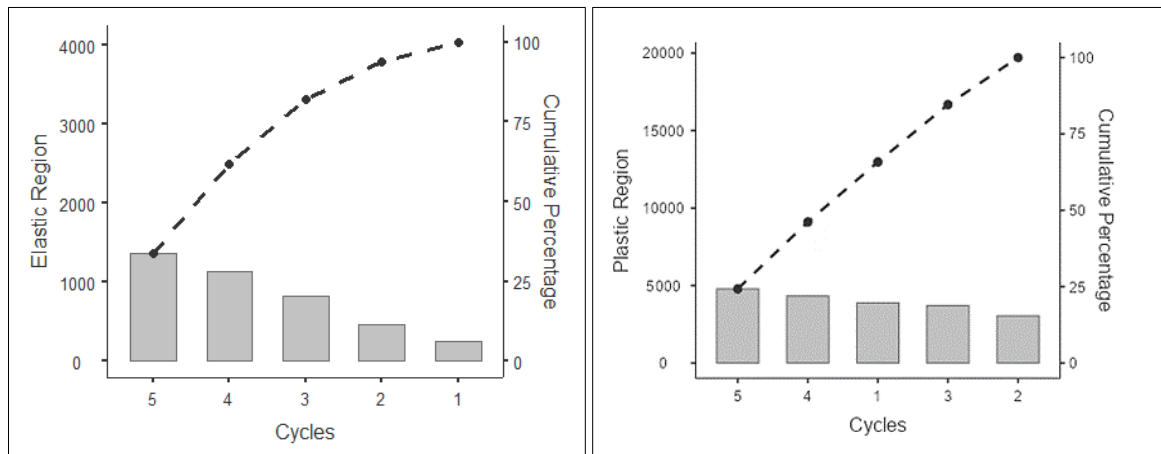 Elastic Region
4000
3000
2000
1000
0
100
75
50
25
0
Cumulative Percentage
5 4 3 2 1
Cycles
Plastic Region
20000
15000
10000
5000
0
100
75
50
25
0
Cumulative Percentage
5 4 1 3 2
Cycles